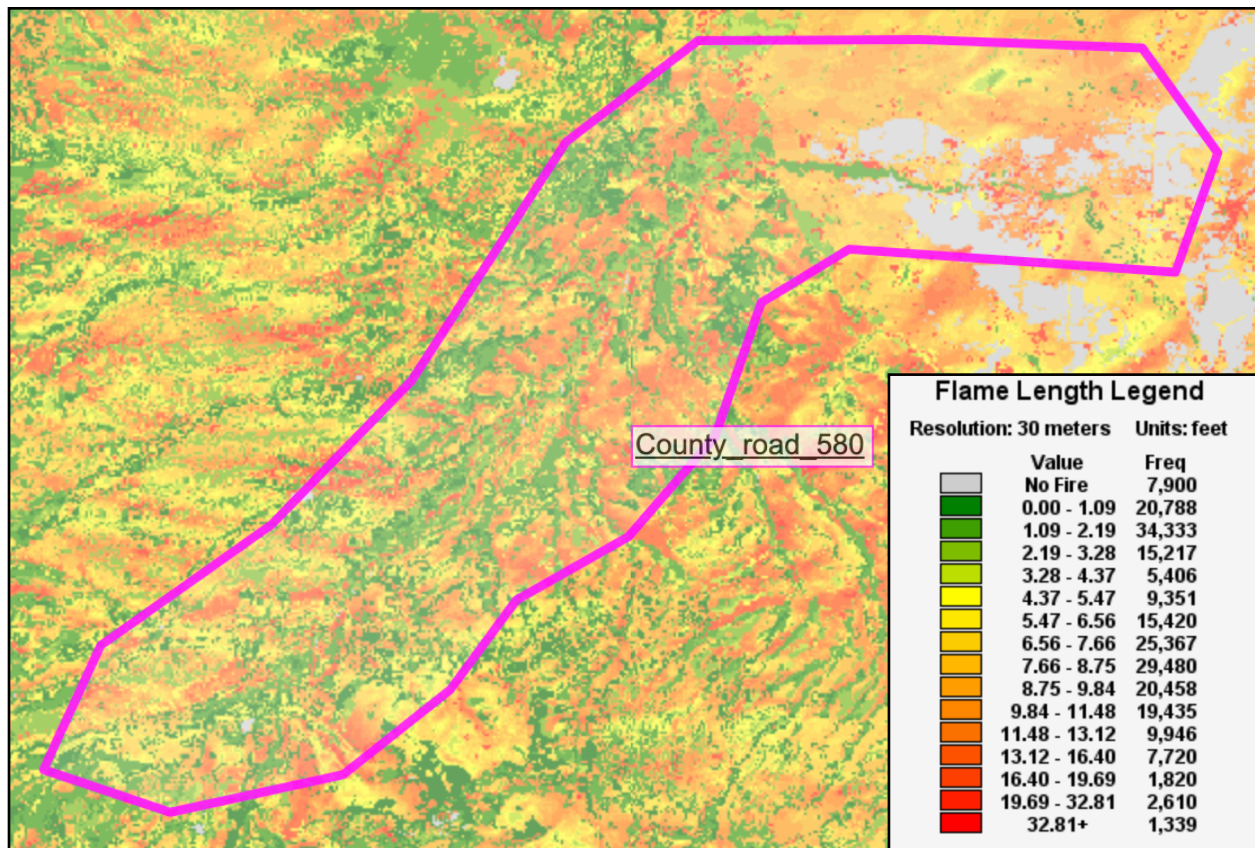 County_road_580
Flame Length Legend
Resolution: 30 meters Units: feet
Value Freq
No Fire 7,900
0.00 - 1.09 20,788
1.09 - 2.19 34,333
2.19 - 3.28 15,217
3.28 - 4.37 5,406
4.37 - 5.47 9,351
5.47 - 6.56 15,420
6.56 - 7.66 25,367
7.66 - 8.75 29,480
8.75 - 9.84 20,458
9.84 - 11.48 19,435
11.48 - 13.12 9,946
13.12 - 16.40 7,720
16.40 - 19.69 1,820
19.69 - 32.81 2,610
32.81+ 1,339